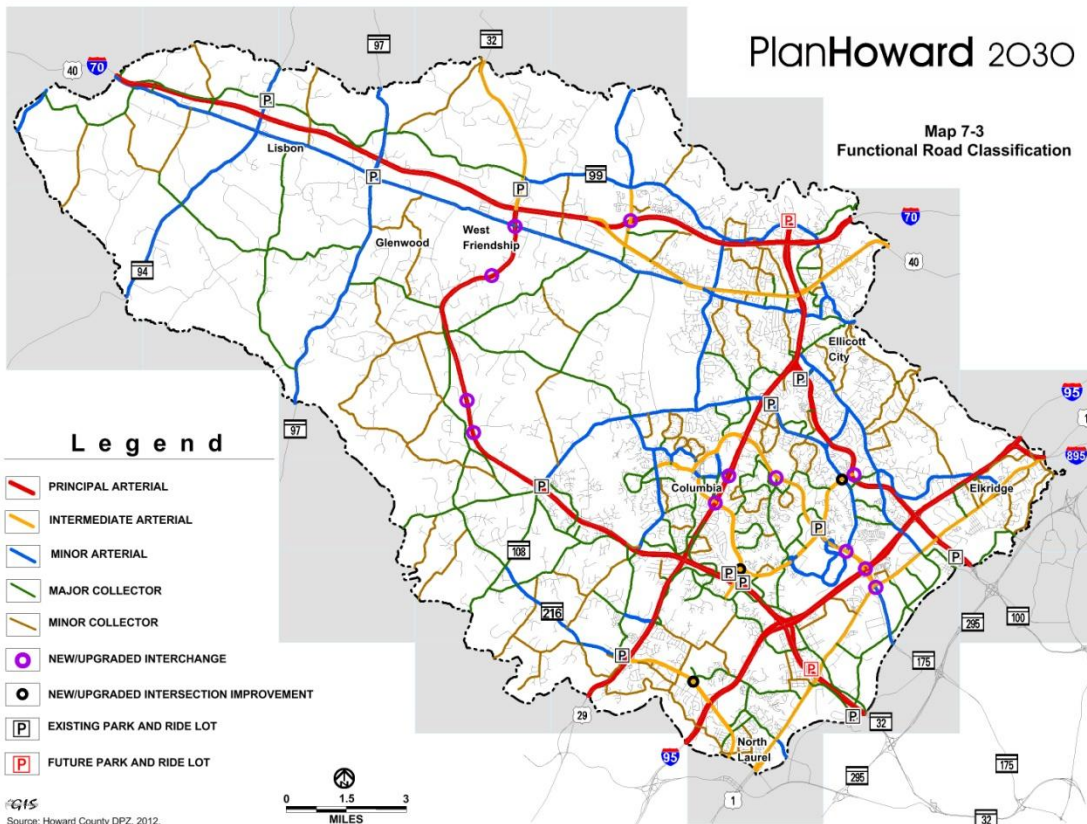 PlanHoward 2030
Map 7-3
Functional Road Classification
40
70
97
32
Lisbon
99
West
Friendship
Glenwood
94
70
40
Ellicott
City
97
95
1
895
Elkridge
Columbia
108
216
295
100
175
29
32
North
Laurel
95
1
295
175
32
Legend
PRINCIPAL ARTERIAL
INTERMEDIATE ARTERIAL
MINOR ARTERIAL
MAJOR COLLECTOR
MINOR COLLECTOR
NEW/UPGRADED INTERCHANGE
NEW/UPGRADED INTERSECTION IMPROVEMENT
P EXISTING PARK AND RIDE LOT
P FUTURE PARK AND RIDE LOT
0 1.5 3
MILES
GIS
Source: Howard County DPZ, 2012.